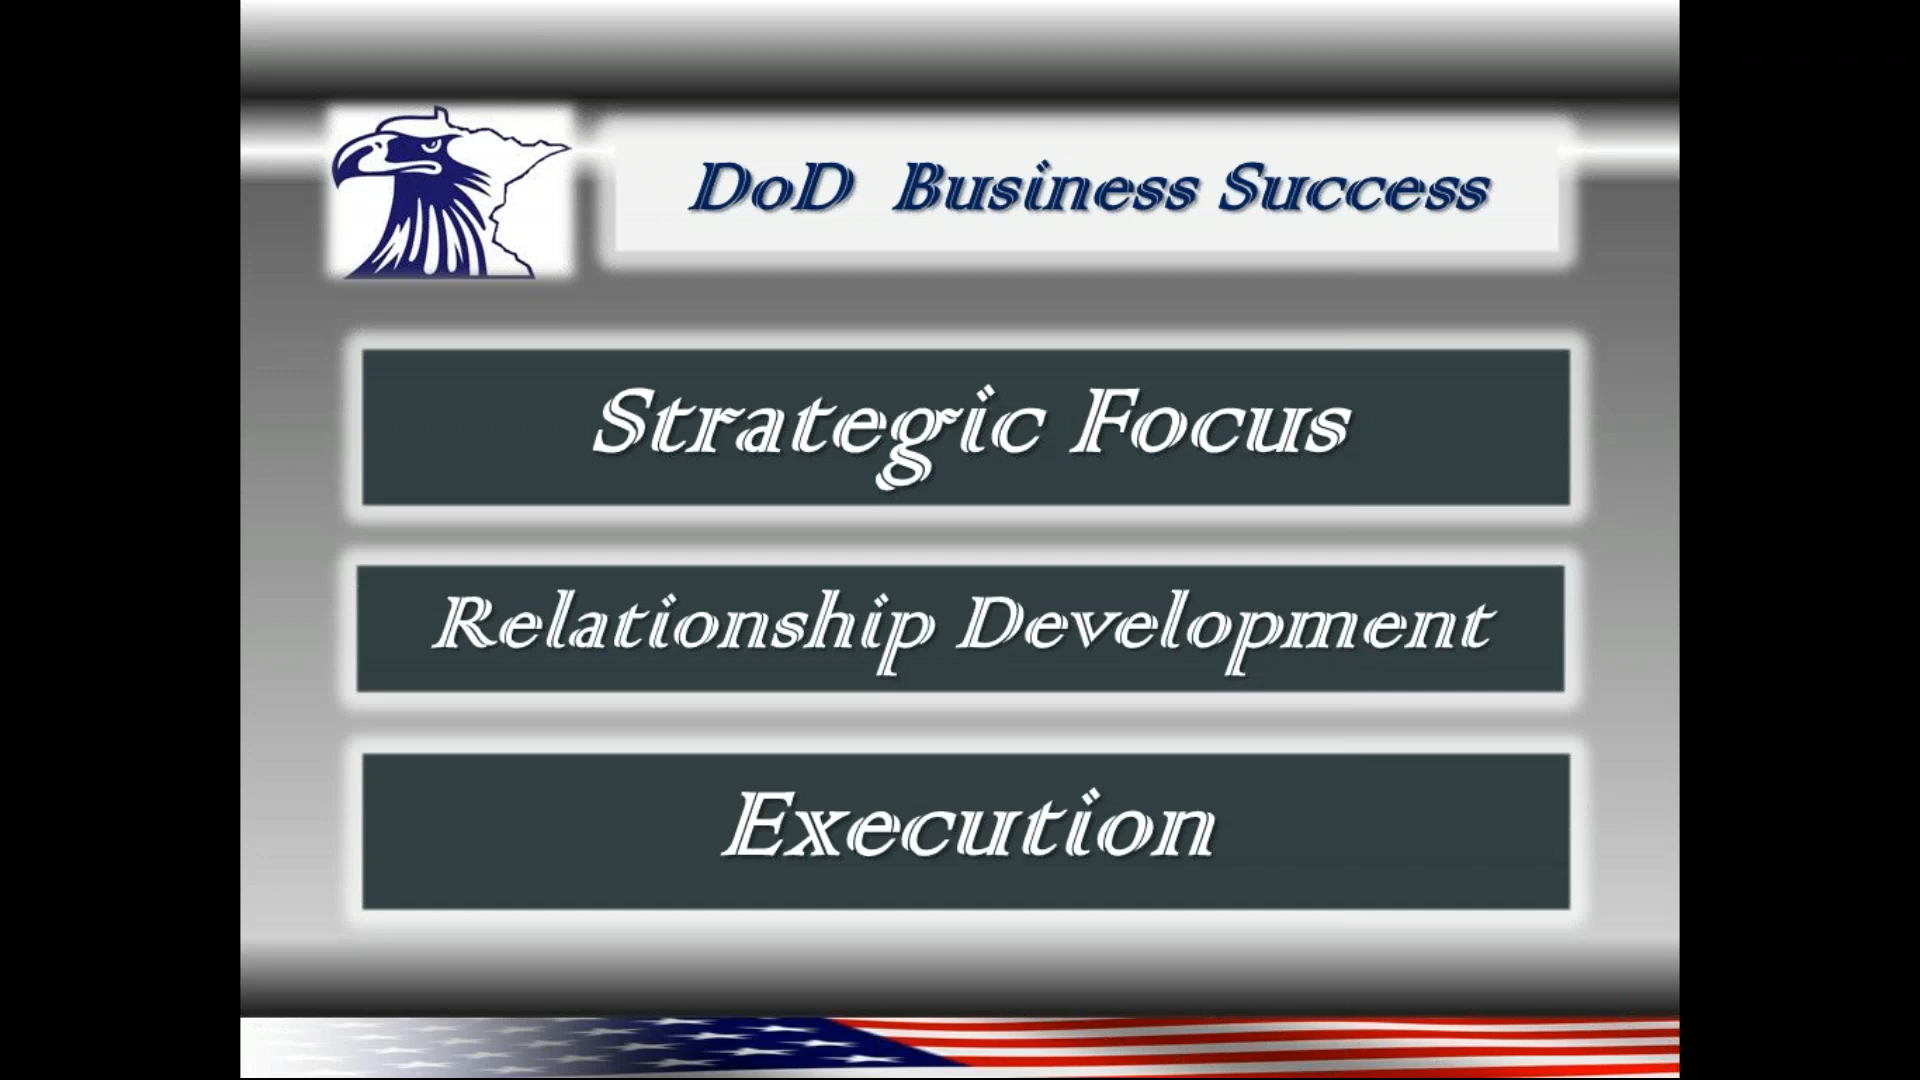 DoD Business Success
Strategic Focus
Relationship Development
Execution